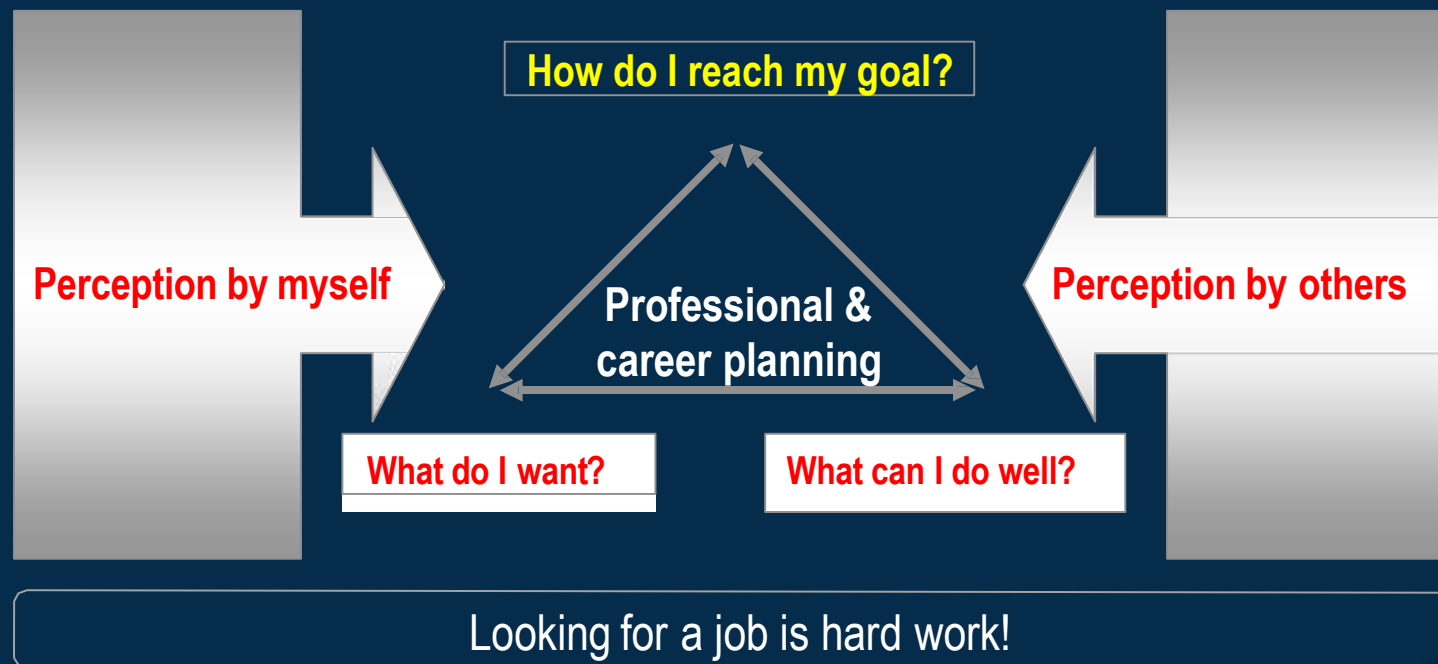 How do I reach my goal?
Perception by myself
Perception by others
Professional &
career planning
What do I want?
What can I do well?
Looking for a job is hard work!